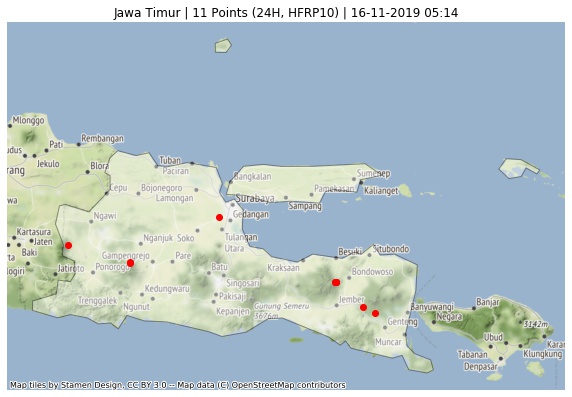 Jawa Timur | 11 Points (24H, HFRP10) | 16-11-2019 05:14
Mlonggo
Rembangan
Pati
udus
Jekulo
rang
Blora
Tuban
Paciran
Bangkalan
Sumenep
Kalianget
Cepu
Bojonegoro
Lamongan
Surabaya
Pamekasan
Sampang
wa
Ngawi
Gedangan
Kartasura
Jaten
Baki
Nganjuk
Soko
Tulangan
Utara
Besuki
Situbondo
ogiri
Jatiroto
Gampengrejo
Ponorogo
Pare
Batu
Kraksaan
Bondowoso
Singosari
Trenggalek
Kedungwaru
Ngurut
Pakisaji
Kepanjen
Gunung Semeru
3676m
Jember
Banyuwangi
Negara
Banjar
Genteng
Muncar
3142m
Ubud
Karan
Tabanan
Klungkung
Denpasar
Map tiles by Stamen Design, CC BY 3.0 -- Map data (C) OpenStreetMap contributors